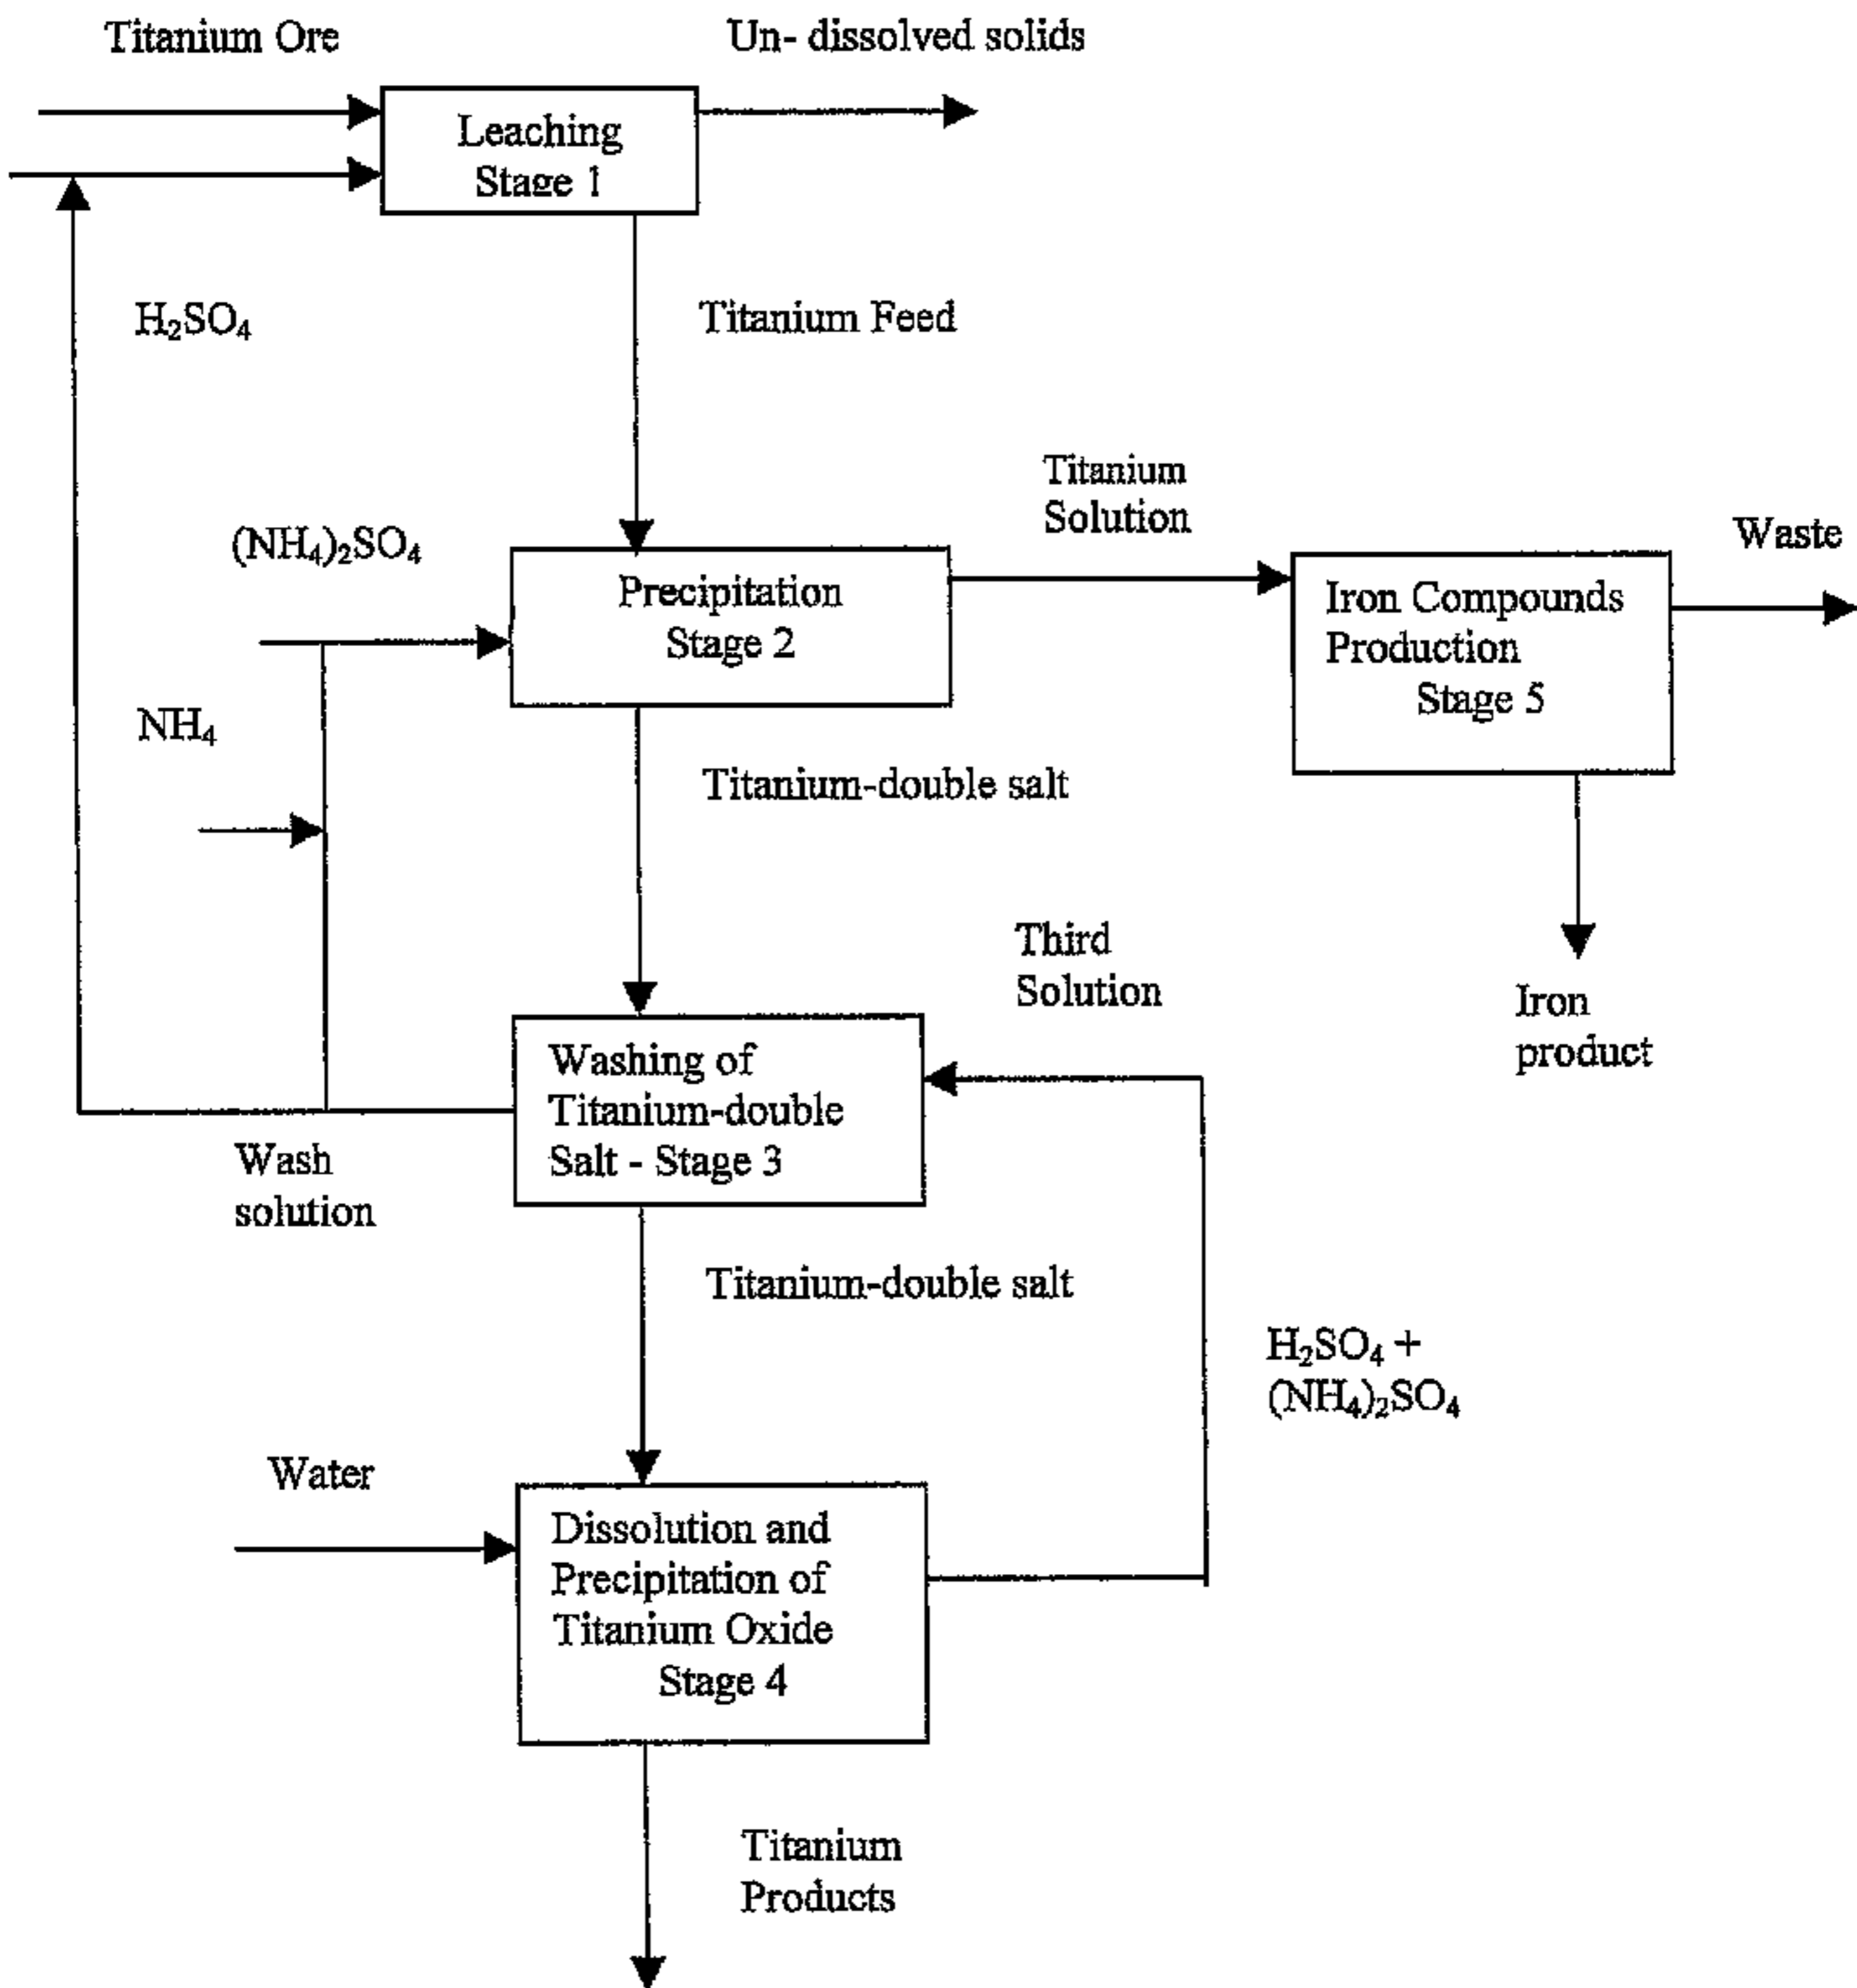 Titanium Ore
Un- dissolved solids
Leaching
Stage 1
H₂SO₄
Titanium Feed
Titanium
Solution
Waste
(NH₄)₂SO₄
Precipitation
Stage 2
Iron Compounds
Production
Stage 5
NH₄
Titanium-double salt
Third
Solution
Iron
product
Washing of
Titanium-double
Salt - Stage 3
Wash
solution
Titanium-double salt
H₂SO₄ +
(NH₄)₂SO₄
Water
Dissolution and
Precipitation of
Titanium Oxide
Stage 4
Titanium
Products